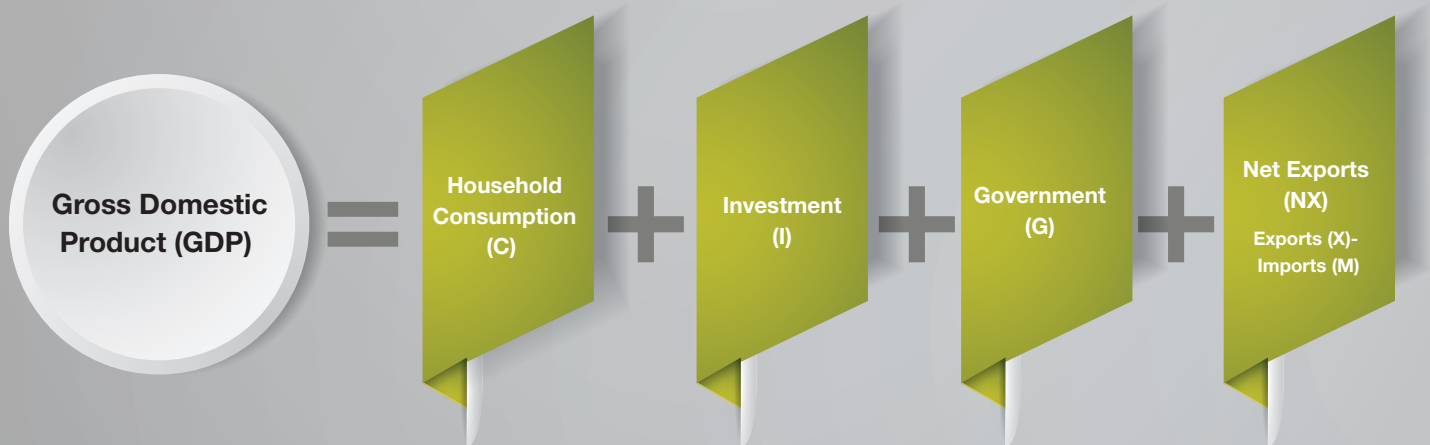 Gross Domestic
Product (GDP)
=
Household
Consumption
(C)
+
Investment
(I)
+
Government
(G)
+
Net Exports
(NX)
Exports (X)-
Imports (M)